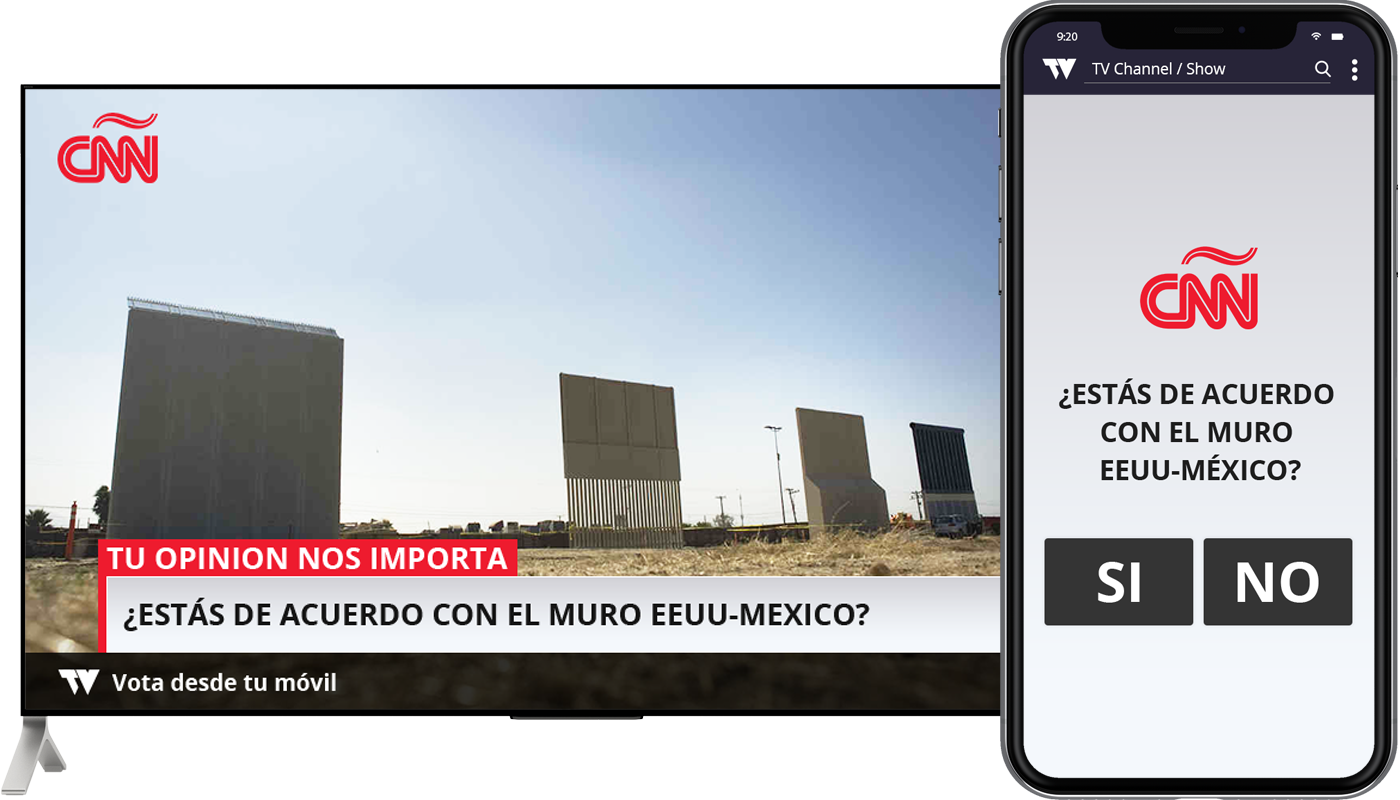 CNN
TU OPINION NOS IMPORTA
¿ESTÁS DE ACUERDO CON EL MURO EEUU-MEXICO?
TV Vota desde tu móvil
9:20
TV TV Channel / Show
CNN
¿ESTÁS DE ACUERDO
CON EL MURO
EEUU-MÉXICO?
SI NO